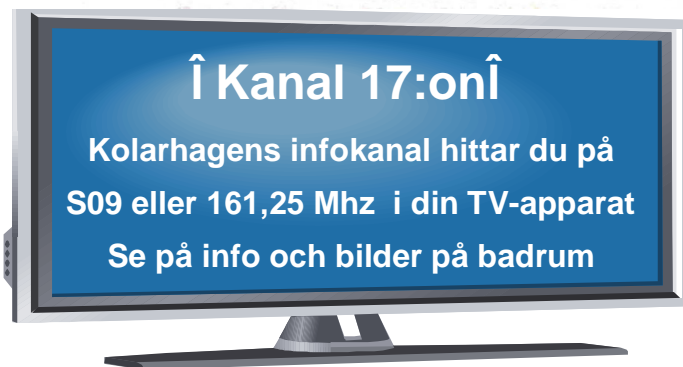 Î Kanal 17:onÎ
Kolarhagens infokanal hittar du på
S09 eller 161,25 Mhz i din TV-apparat
Se på info och bilder på badrum